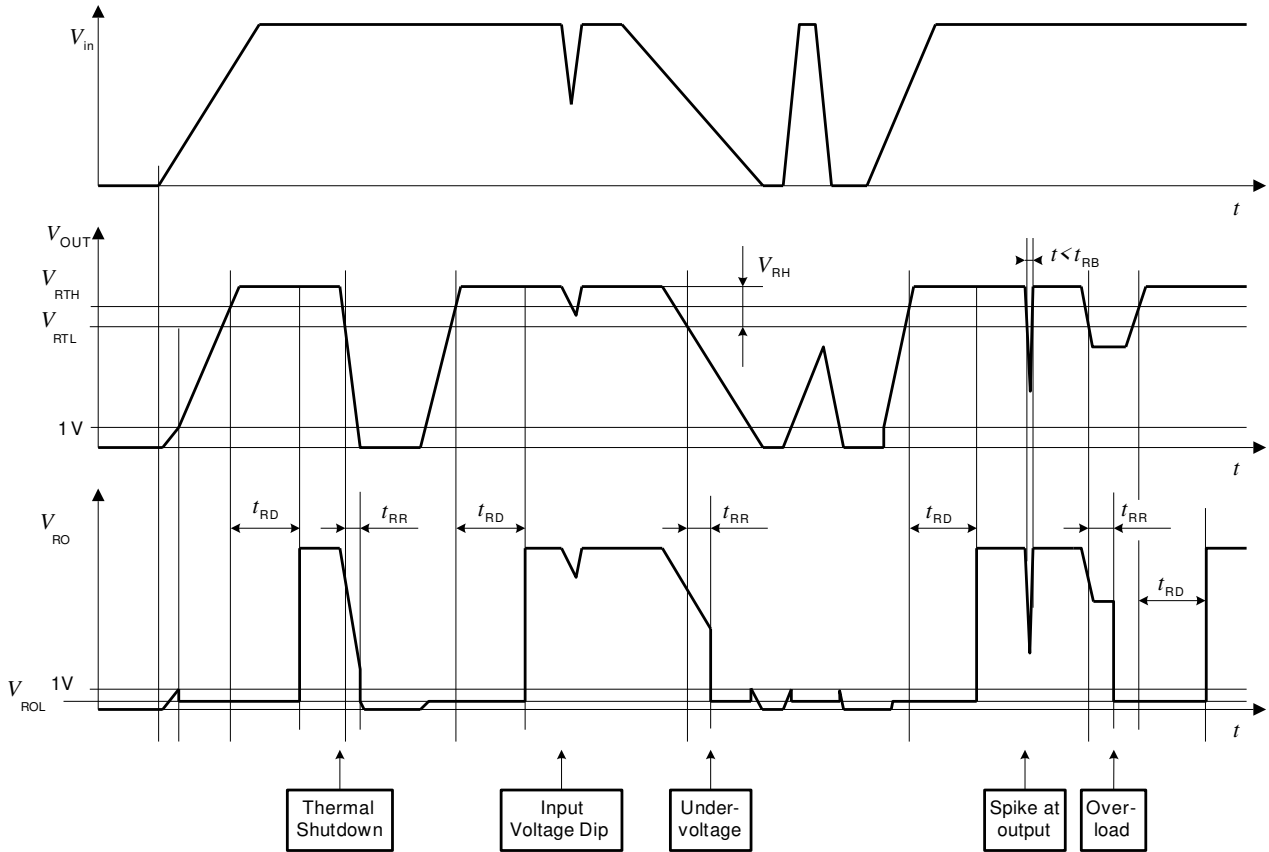 V in
t
V OUT
V RTH
V RTL
1 V
V RH
t < t RB
t
V RO
t RD
t RR
t RD
t RR
t RD
t RR
t RD
1V
V ROL
t
Thermal
Shutdown
Input
Voltage Dip
Under-
voltage
Spike at
output
Over-
load